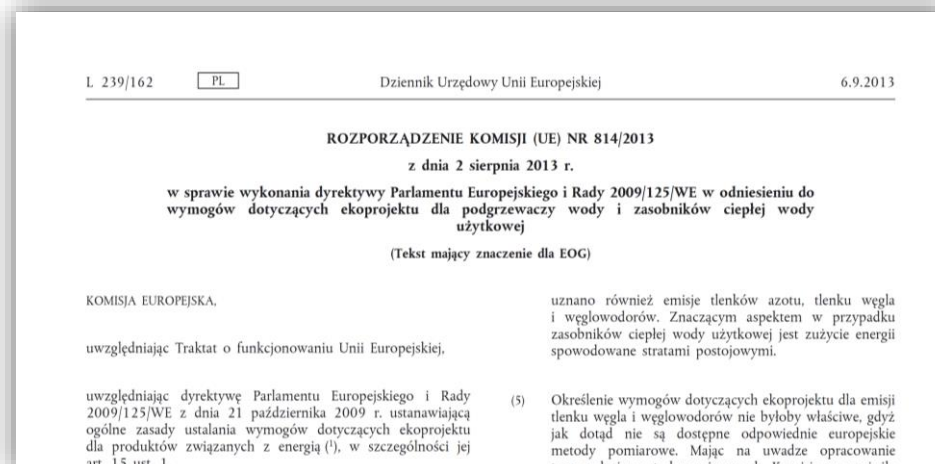 L 239/162 PL Dziennik Urzędowy Unii Europejskiej 6.9.2013
ROZPORZĄDZENIE KOMISJI (UE) NR 814/2013
z dnia 2 sierpnia 2013 r.
w sprawie wykonania dyrektywy Parlamentu Europejskiego i Rady 2009/125/WE w odniesieniu do
wymogów dotyczących ekoprojektu dla podgrzewaczy wody i zasobników ciepłej wody
użytkowej
(Tekst mający znaczenie dla EOG)
KOMISJA EUROPEJSKA,
uwzględniając Traktat o funkcjonowaniu Unii Europejskiej,
uwzględniając dyrektywę Parlamentu Europejskiego i Rady
2009/125/WE z dnia 21 października 2009 r. ustanawiającą
ogólne zasady ustalania wymogów dotyczących ekoprojektu
dla produktów związanych z energią (¹), w szczególności jej
art. 15 ust. 1
uznano również emisje tlenków azotu, tlenku węgla
i węglowodorów. Znaczącym aspektem w przypadku
zasobników ciepłej wody użytkowej jest zużycie energii
spowodowane stratami postojowymi.
(5) Określenie wymogów dotyczących ekoprojektu dla emisji
tlenku węgla i węglowodorów nie byłoby właściwe, gdyż
jak dotąd nie są dostępne odpowiednie europejskie
metody pomiarowe. Mając na uwadze opracowanie